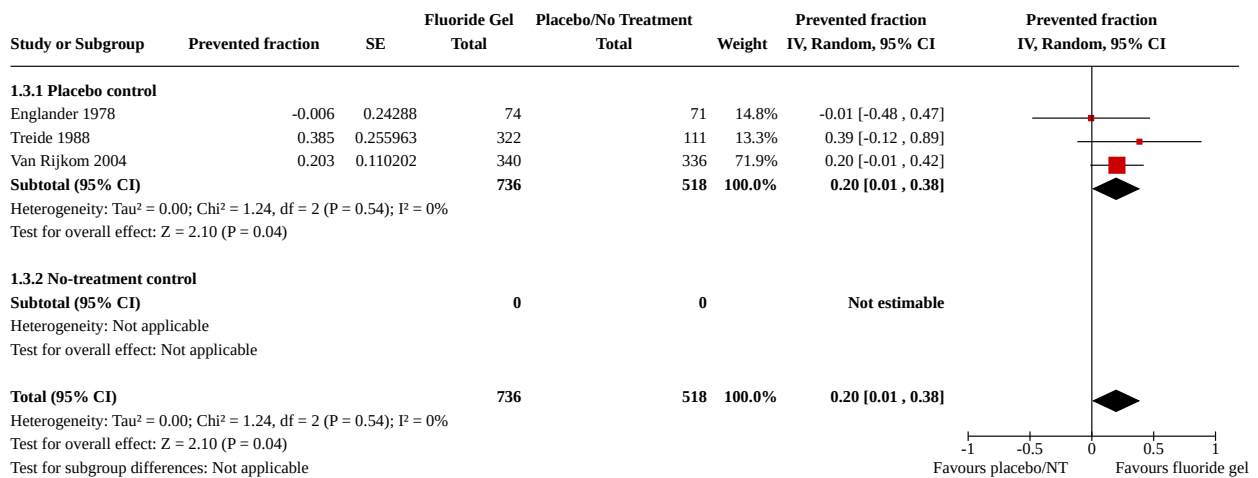 Fluoride Gel Placebo/No Treatment Prevented fraction Prevented fraction
Study or Subgroup Prevented fraction SE Total Total Weight IV, Random, 95% CI IV, Random, 95% CI
1.3.1 Placebo control
Englander 1978 -0.006 0.24288 74 71 14.8% -0.01 [-0.48 , 0.47]
Treide 1988 0.385 0.255963 322 111 13.3% 0.39 [-0.12 , 0.89]
Van Rijkom 2004 0.203 0.110202 340 336 71.9% 0.20 [-0.01 , 0.42]
Subtotal (95% CI) 736 518 100.0% 0.20 [0.01 , 0.38]
Heterogeneity: Tau² = 0.00; Chi² = 1.24, df = 2 (P = 0.54); I² = 0%
Test for overall effect: Z = 2.10 (P = 0.04)
1.3.2 No-treatment control
Subtotal (95% CI) 0 0 Not estimable
Heterogeneity: Not applicable
Test for overall effect: Not applicable
Total (95% CI) 736 518 100.0% 0.20 [0.01 , 0.38]
Heterogeneity: Tau² = 0.00; Chi² = 1.24, df = 2 (P = 0.54); I² = 0%
Test for overall effect: Z = 2.10 (P = 0.04)
-1 -0.5 0 0.5 1
Test for subgroup differences: Not applicable Favours placebo/NT Favours fluoride gel